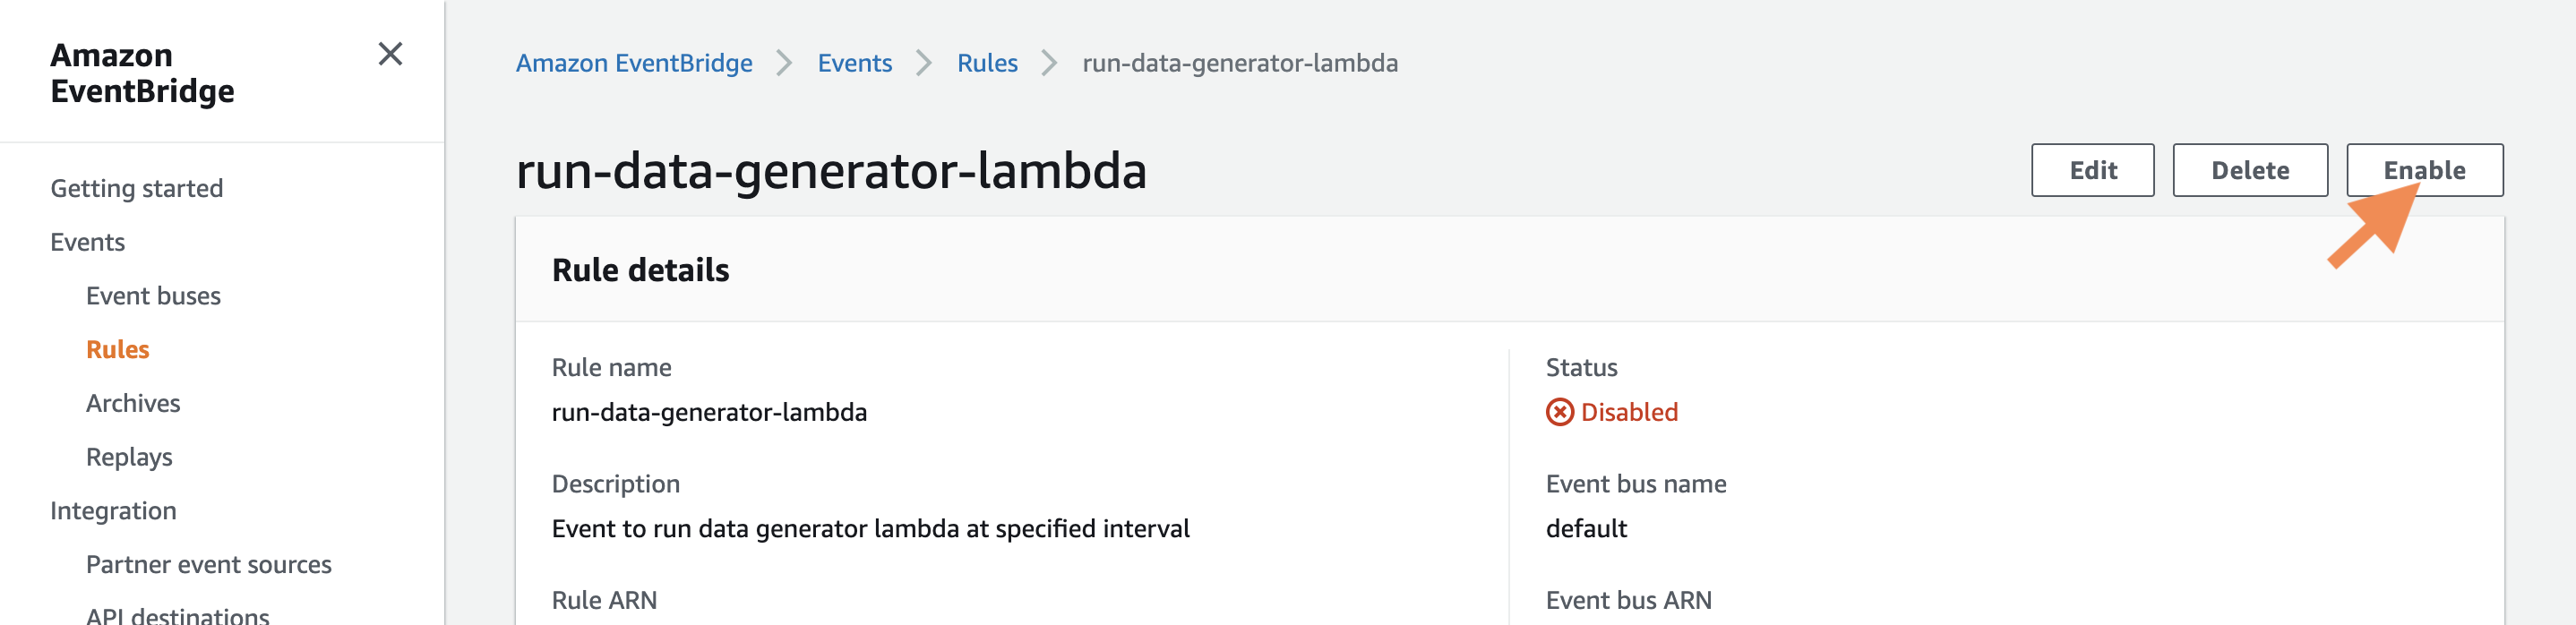 Amazon
EventBridge
Getting started
Events
Event buses
Rules
Archives
Replays
Integration
Partner event sources
API destinations
Amazon EventBridge
Events
Rules
run-data-generator-lambda
run-data-generator-lambda
Edit
Delete
Enable
Rule details
Rule name
run-data-generator-lambda
Description
Event to run data generator lambda at specified interval
Rule ARN
Status
Disabled
Event bus name
default
Event bus ARN